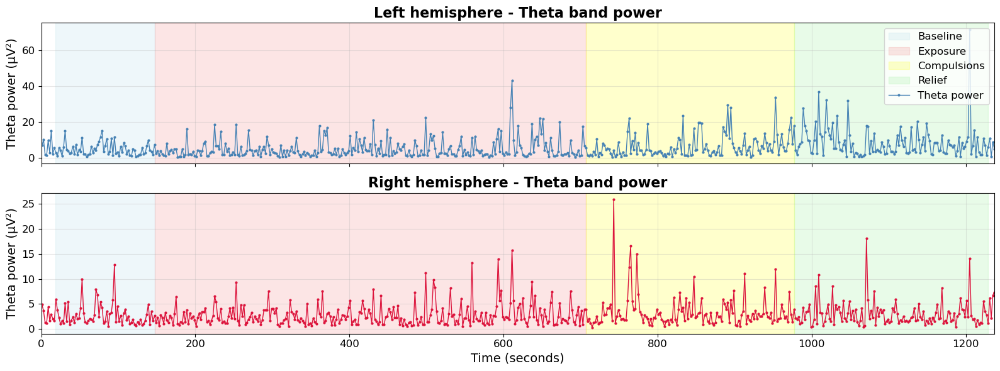 Left hemisphere - Theta band power
Theta power (µV²)
60
40
20
0
Baseline
Exposure
Compulsions
Relief
Theta power
Right hemisphere - Theta band power
Theta power (µV²)
25
20
15
10
5
0
0 200 400 600 800 1000 1200
Time (seconds)